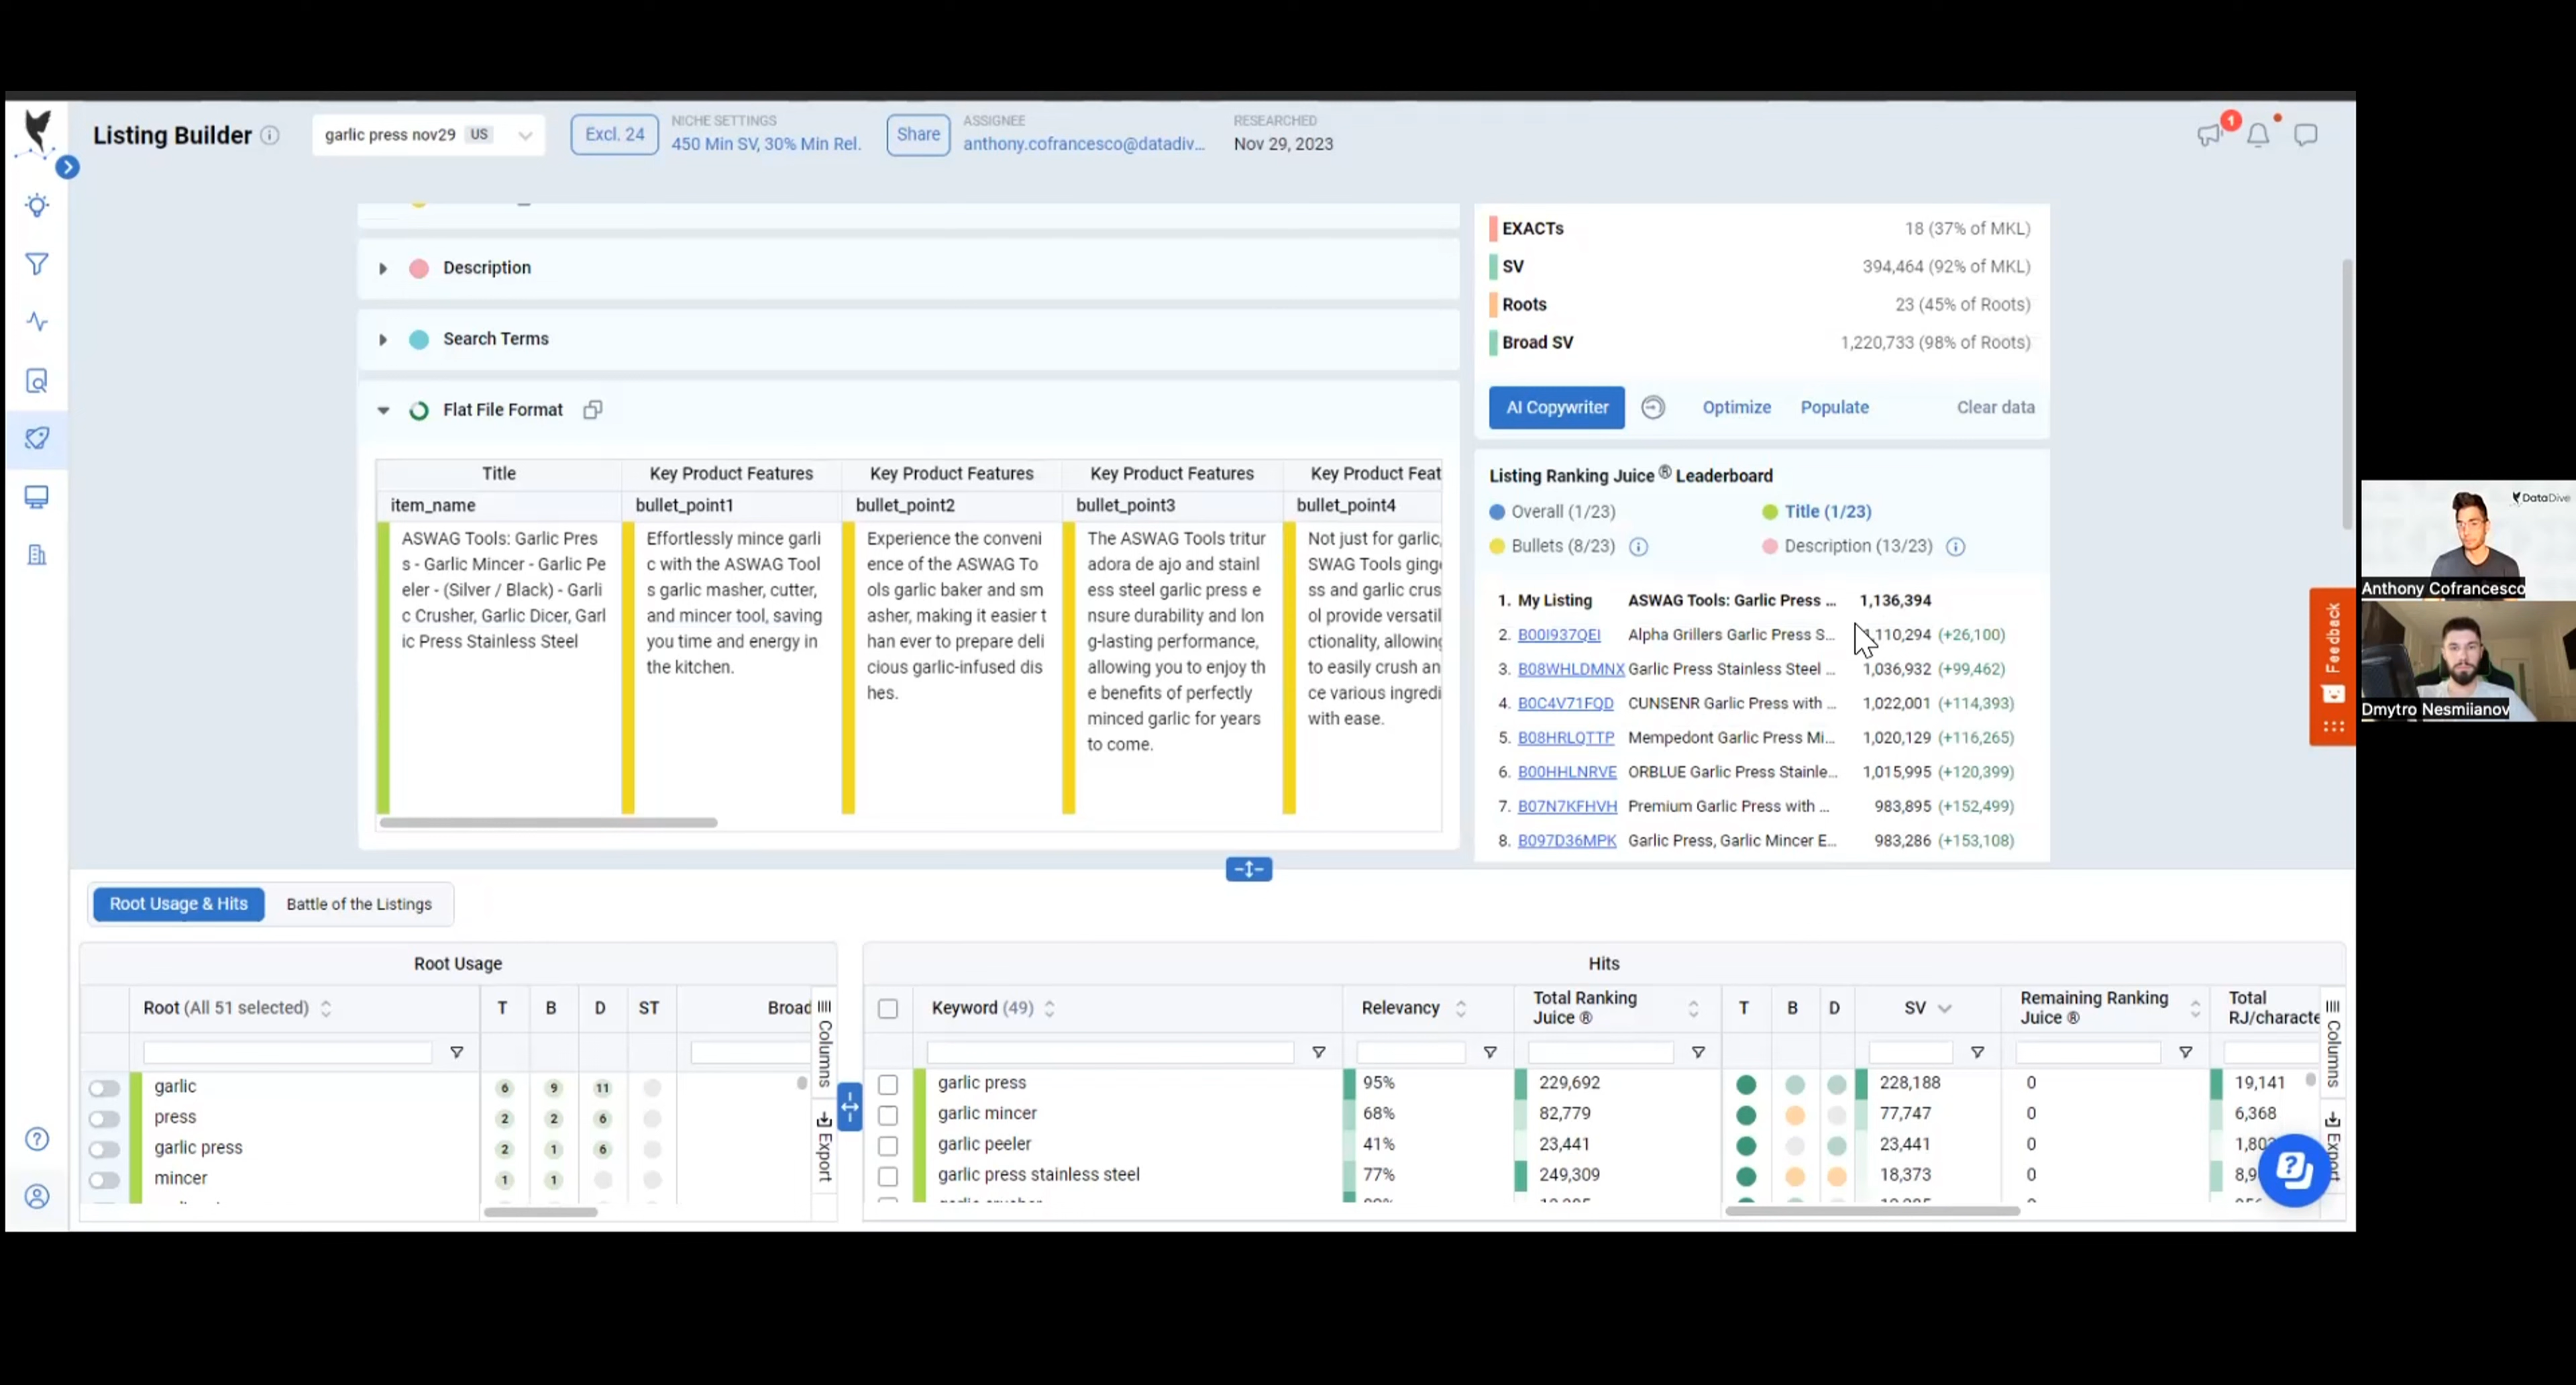 Listing Builder
garlic press nov29 US
Excl. 24
NICHE SETTINGS
450 Min SV, 30% Min Rel.
Share
ASSIGNEE
anthony.cofrancesco@datadiv...
RESEARCHED
Nov 29, 2023
1
Description
Search Terms
Flat File Format
Title
Key Product Features
Key Product Features
Key Product Features
Key Product Feat
item_name
bullet_point1
bullet_point2
bullet_point3
bullet_point4
ASWAG Tools: Garlic Pres
s - Garlic Mincer - Garlic Pe
eler - (Silver / Black) - Garli
c Crusher, Garlic Dicer, Garl
ic Press Stainless Steel
Effortlessly mince garli
c with the ASWAG Tool
s garlic masher, cutter,
and mincer tool, saving
you time and energy in
the kitchen.
Experience the conveni
ence of the ASWAG To
ols garlic baker and sm
asher, making it easier t
han ever to prepare deli
cious garlic-infused dis
hes.
The ASWAG Tools tritur
adora de ajo and stainl
ess steel garlic press e
nsure durability and lon
g-lasting performance,
allowing you to enjoy th
e benefits of perfectly
minced garlic for years
to come.
Not just for garlic,
SWAG Tools ging
ss and garlic crus
ol provide versatil
ctionality, allowing
to easily crush an
ce various ingredi
with ease.
EXACTs 18 (37% of MKL)
SV 394,464 (92% of MKL)
Roots 23 (45% of Roots)
Broad SV 1,220,733 (98% of Roots)
AI Copywriter Optimize Populate Clear data
Listing Ranking Juice ® Leaderboard
Overall (1/23) Title (1/23)
Bullets (8/23) Description (13/23)
1. My Listing ASWAG Tools: Garlic Press ... 1,136,394
2. B00I937QEI Alpha Grillers Garlic Press S... 110,294 (+26,100)
3. B08WHLDMNX Garlic Press Stainless Steel ... 1,036,932 (+99,462)
4. B0C4V71FQD CUNSENR Garlic Press with ... 1,022,001 (+114,393)
5. B08HRLQTTP Mempedont Garlic Press Mi... 1,020,129 (+116,265)
6. B00HHLNRVE ORBLUE Garlic Press Stainle... 1,015,995 (+120,399)
7. B07N7KFHVH Premium Garlic Press with ... 983,895 (+152,499)
8. B097D36MPK Garlic Press, Garlic Mincer E... 983,286 (+153,108)
Feedback
DataDive
Anthony Cofrancesco
Dmytro Nesmiianov
Root Usage & Hits
Battle of the Listings
Root Usage
Root (All 51 selected) T B D ST Broad
garlic 6 9 11
press 2 2 6
garlic press 2 1 6
mincer 1 1
Columns
Export
Hits
Keyword (49) Relevancy Total Ranking Juice ® T B D SV Remaining Ranking Juice ® Total RJ/characte
garlic press 95% 229,692 228,188 0 19,141
garlic mincer 68% 82,779 77,747 0 6,368
garlic peeler 41% 23,441 23,441 0 1,80
garlic press stainless steel 77% 249,309 18,373 0 8,9
Columns
Export